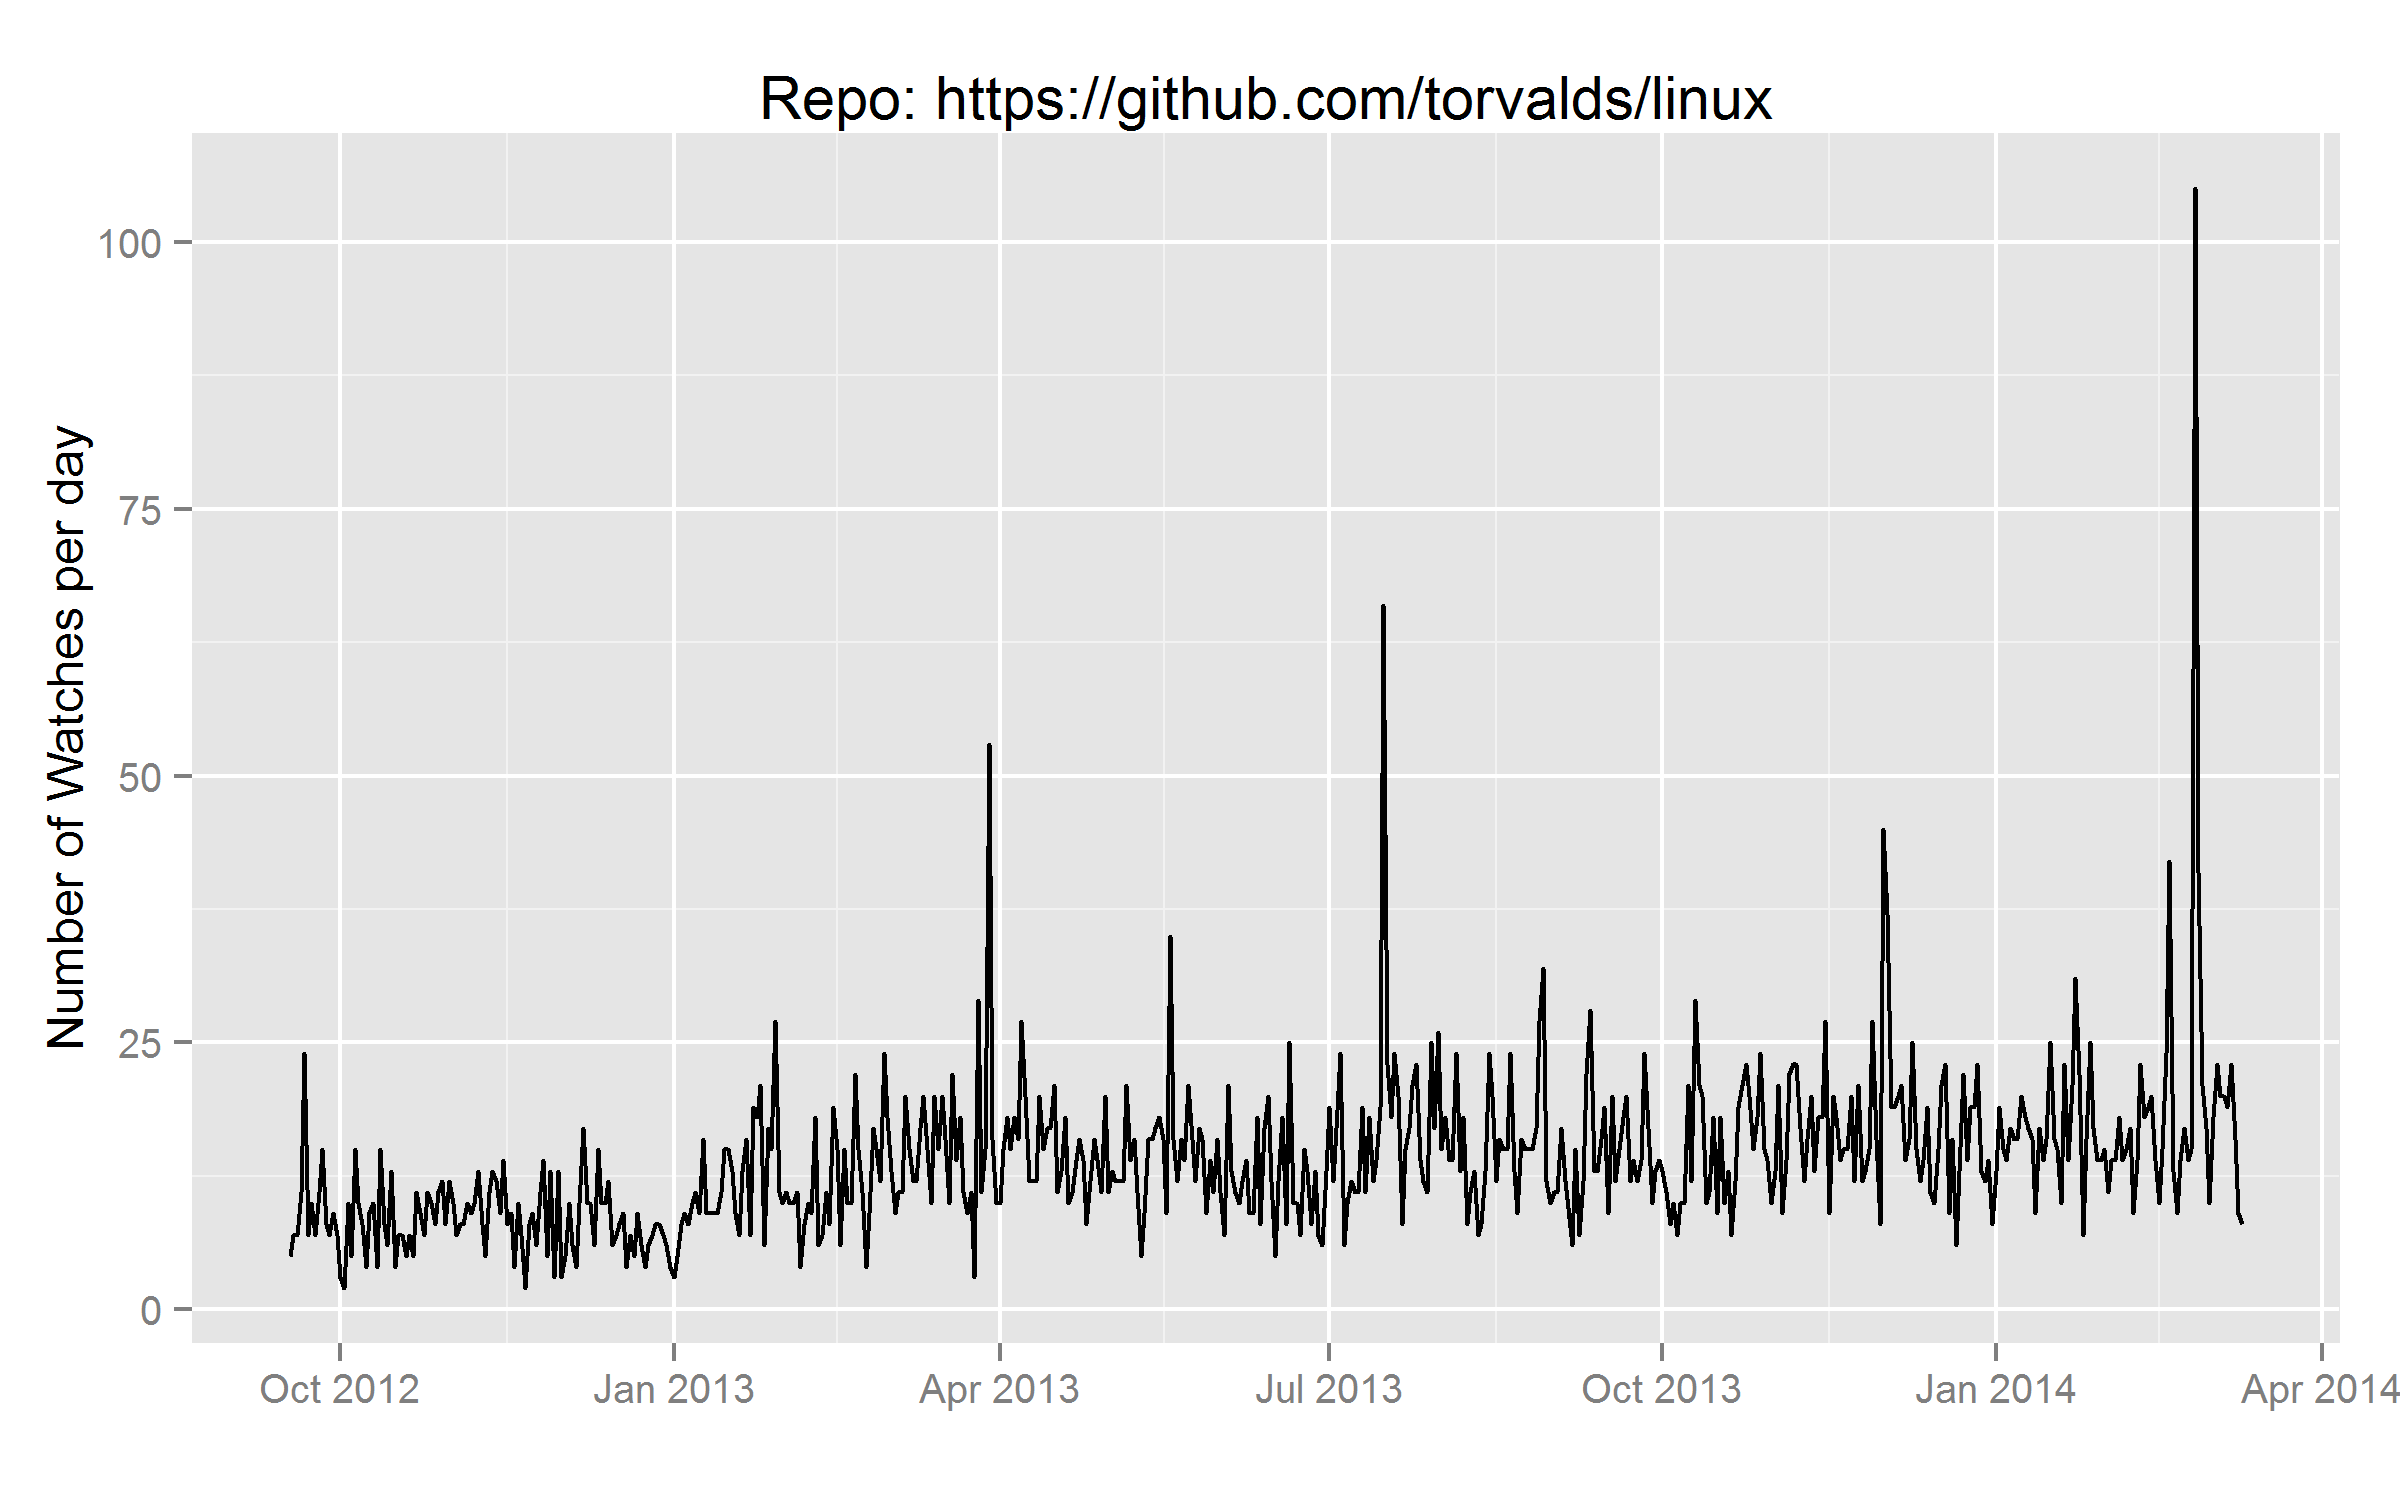 Repo: https://github.com/torvalds/linux
Number of Watches per day
100
75
50
25
0
Oct 2012
Jan 2013
Apr 2013
Jul 2013
Oct 2013
Jan 2014
Apr 2014